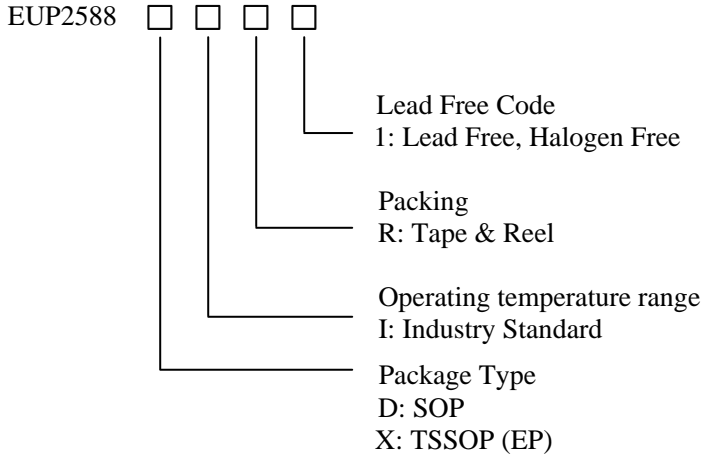 EUP2588 □ □ □ □
Lead Free Code
1: Lead Free, Halogen Free
Packing
R: Tape & Reel
Operating temperature range
I: Industry Standard
Package Type
D: SOP
X: TSSOP (EP)